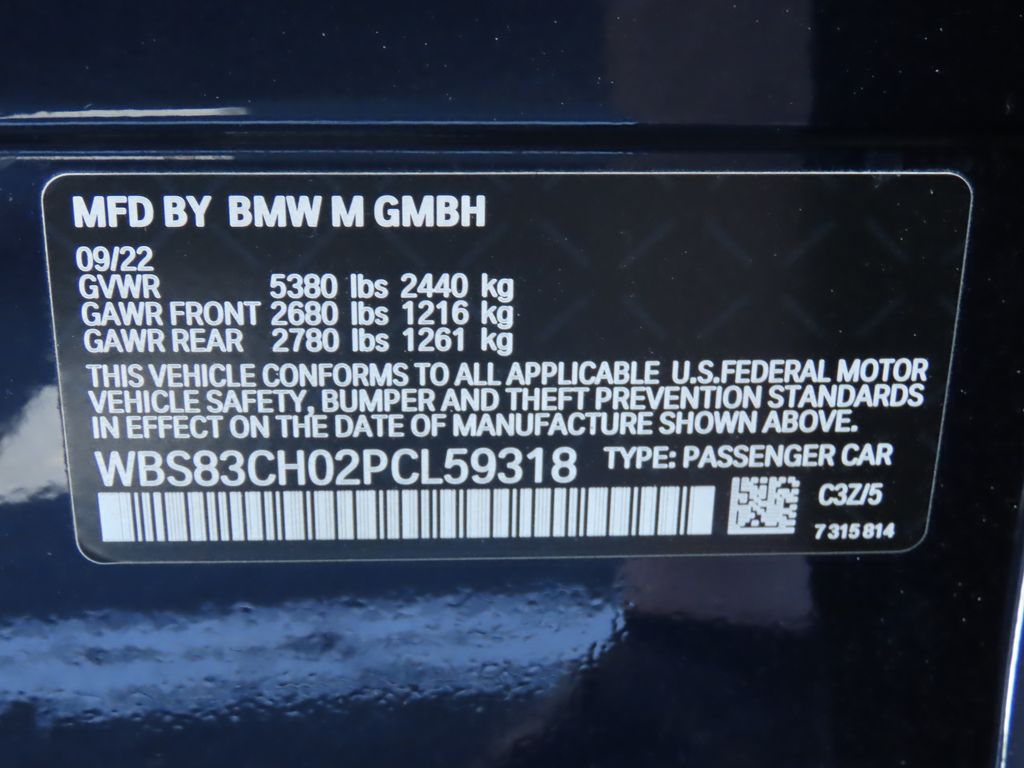 MFD BY BMW M GMBH
09/22
GVWR 5380 lbs 2440 kg
GAWR FRONT 2680 lbs 1216 kg
GAWR REAR 2780 lbs 1261 kg
THIS VEHICLE CONFORMS TO ALL APPLICABLE U.S.FEDERAL MOTOR
VEHICLE SAFETY, BUMPER AND THEFT PREVENTION STANDARDS
IN EFFECT ON THE DATE OF MANUFACTURE SHOWN ABOVE.
WBS83CH02PCL59318 TYPE: PASSENGER CAR
C3Z/5
7 315 814